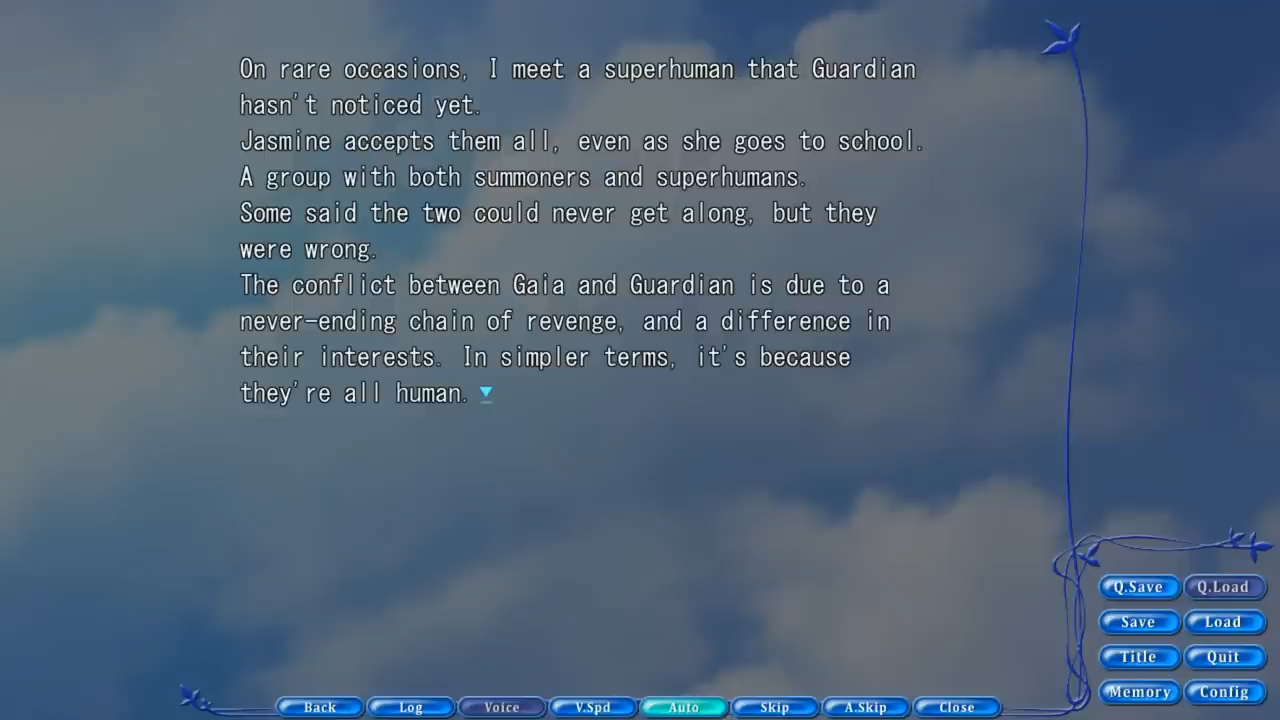 On rare occasions, I meet a superhuman that Guardian
hasn't noticed yet.
Jasmine accepts them all, even as she goes to school.
A group with both summoners and superhumans.
Some said the two could never get along, but they
were wrong.
The conflict between Gaia and Guardian is due to a
never-ending chain of revenge, and a difference in
their interests. In simpler terms, it's because
they're all human.
Q.Save Q.Load
Save Load
Title Quit
Memory Config
Back Log Voice V.Spd Auto Skip A.Skip Close